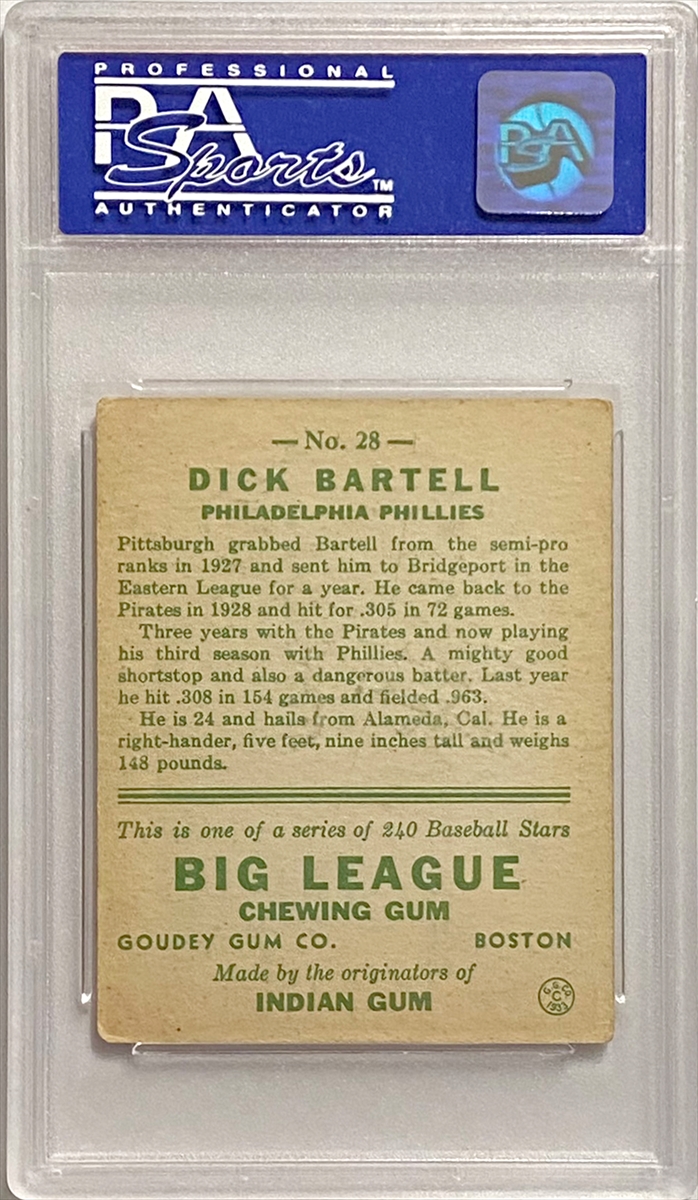 PROFESSIONAL
PSA
Sports™
AUTHENTICATOR
PSA
— No. 28 —
DICK BARTELL
PHILADELPHIA PHILLIES
Pittsburgh grabbed Bartell from the semi-pro
ranks in 1927 and sent him to Bridgeport in the
Eastern League for a year. He came back to the
Pirates in 1928 and hit for .305 in 72 games.
Three years with the Pirates and now playing
his third season with Phillies. A mighty good
shortstop and also a dangerous batter. Last year
he hit .308 in 154 games and fielded .963.
He is 24 and hails from Alameda, Cal. He is a
right-hander, five feet, nine inches tall and weighs
148 pounds.
This is one of a series of 240 Baseball Stars
BIG LEAGUE
CHEWING GUM
GOUDEY GUM CO. BOSTON
Made by the originators of
INDIAN GUM
G. G. CO.
C
1933